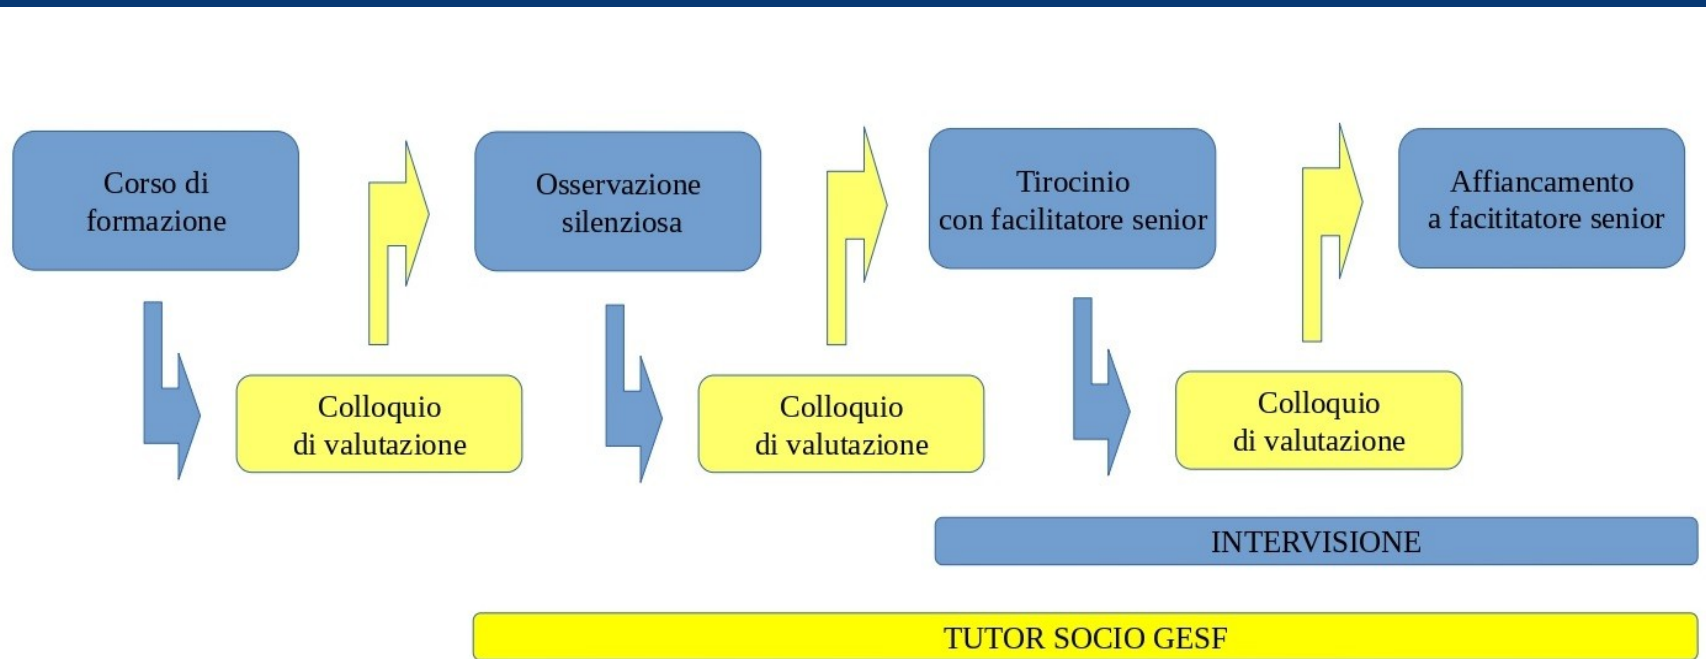 Corso di
formazione
Osservazione
silenziosa
Tirocinio
con facilitatore senior
Affiancamento
a facititatore senior
Colloquio
di valutazione
Colloquio
di valutazione
Colloquio
di valutazione
INTERVISIONE
TUTOR SOCIO GESF